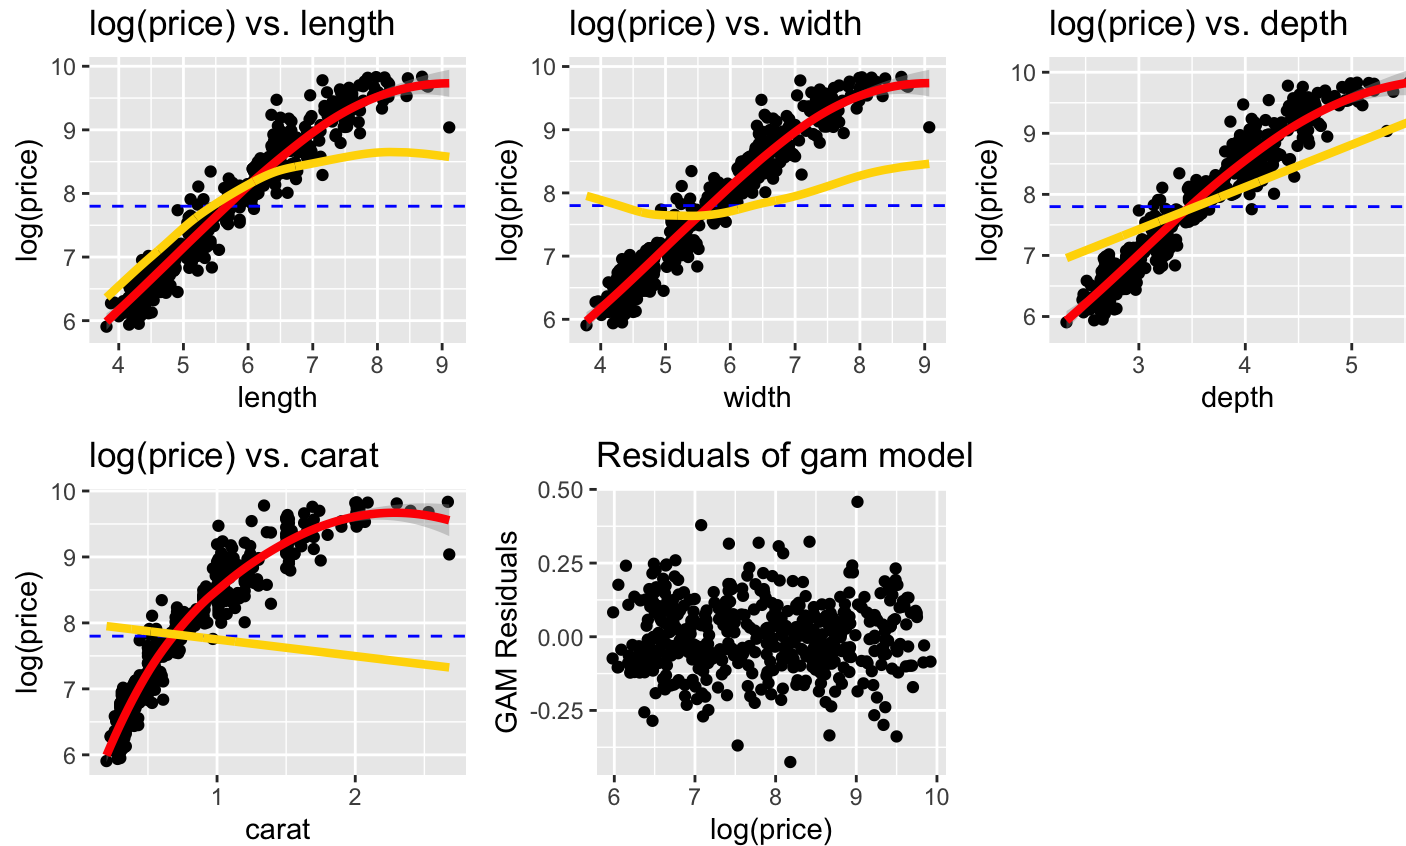 log(price) vs. length
log(price)
10
9
8
7
6
4 5 6 7 8 9
length
log(price) vs. width
log(price)
10
9
8
7
6
4 5 6 7 8 9
width
log(price) vs. depth
log(price)
10
9
8
7
6
3 4 5
depth
log(price) vs. carat
log(price)
10
9
8
7
6
1 2
carat
Residuals of gam model
GAM Residuals
0.50
0.25
0.00
-0.25
6 7 8 9 10
log(price)